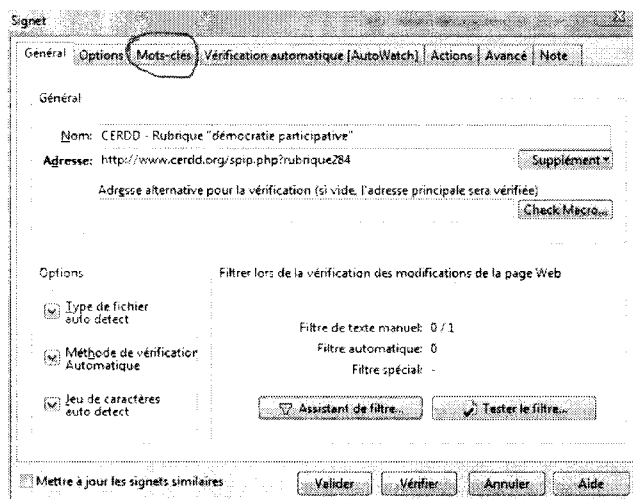 Signet
Général Options Mots-clés Vérification automatique [AutoWatch] Actions Avancé Note
Général
Nom: CERDD - Rubrique "démocratie participative"
Adresse: http://www.cerdd.org/spip.php?rubrique284
Supplément
Adresse alternative pour la vérification (si vide, l'adresse principale sera vérifiée)
Check Macro...
Options
Filtrer lors de la vérification des modifications de la page Web
Type de fichier
auto detect
Filtre de texte manuel: 0 / 1
Méthode de vérification
Automatique
Filtre automatique: 0
Filtre spécial: -
Jeu de caractères
auto detect
Assistant de filtre... Tester le filtre...
Mettre à jour les signets similaires Valider Vérifier Annuler Aide